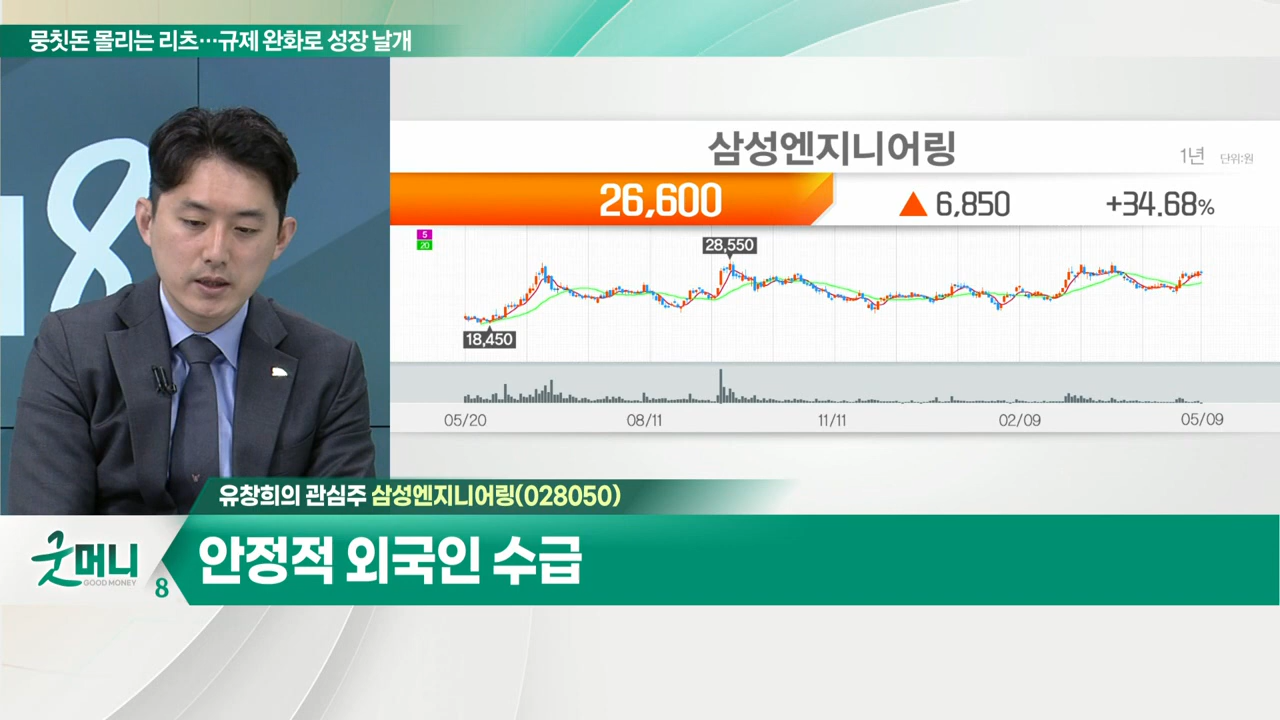 뭉칫돈 몰리는 리츠…규제 완화로 성장 날개
8
삼성엔지니어링
1년 단위:원
26,600 ▲ 6,850 +34.68%
5
20
28,550
18,450
05/20 08/11 11/11 02/09 05/09
유창희의 관심주 삼성엔지니어링(028050)
굿머니
GOOD MONEY
8
안정적 외국인 수급